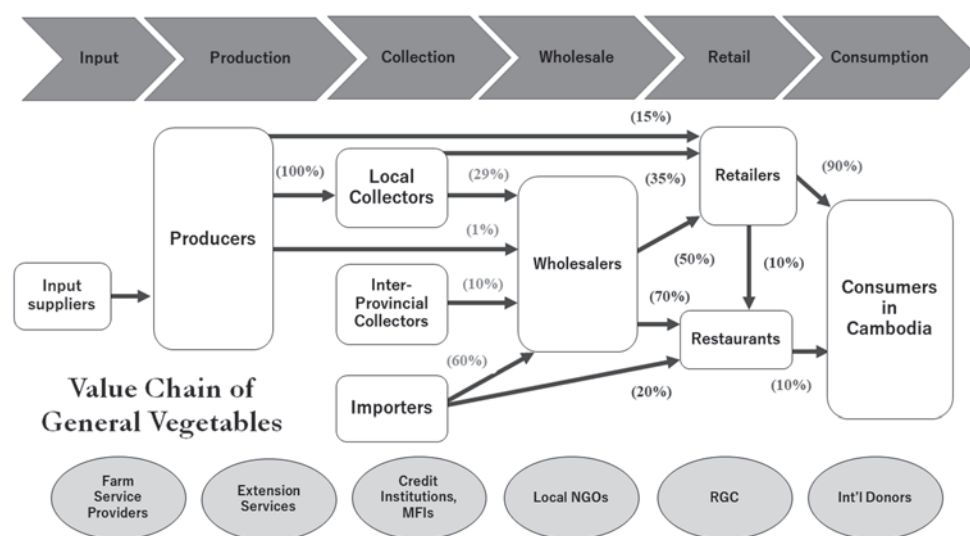 Input
Production
Collection
Wholesale
Retail
Consumption
(15%)
Producers
(100%)
Local
Collectors
(29%)
(35%)
Retailers
(90%)
(1%)
Wholesalers
(50%)
(10%)
Consumers
in
Cambodia
Input
suppliers
Inter-
Provincial
Collectors
(10%)
(70%)
Restaurants
(60%)
(20%)
(10%)
Importers
Value Chain of
General Vegetables
Farm
Service
Providers
Extension
Services
Credit
Institutions,
MFIs
Local NGOs
RGC
Int'l Donors